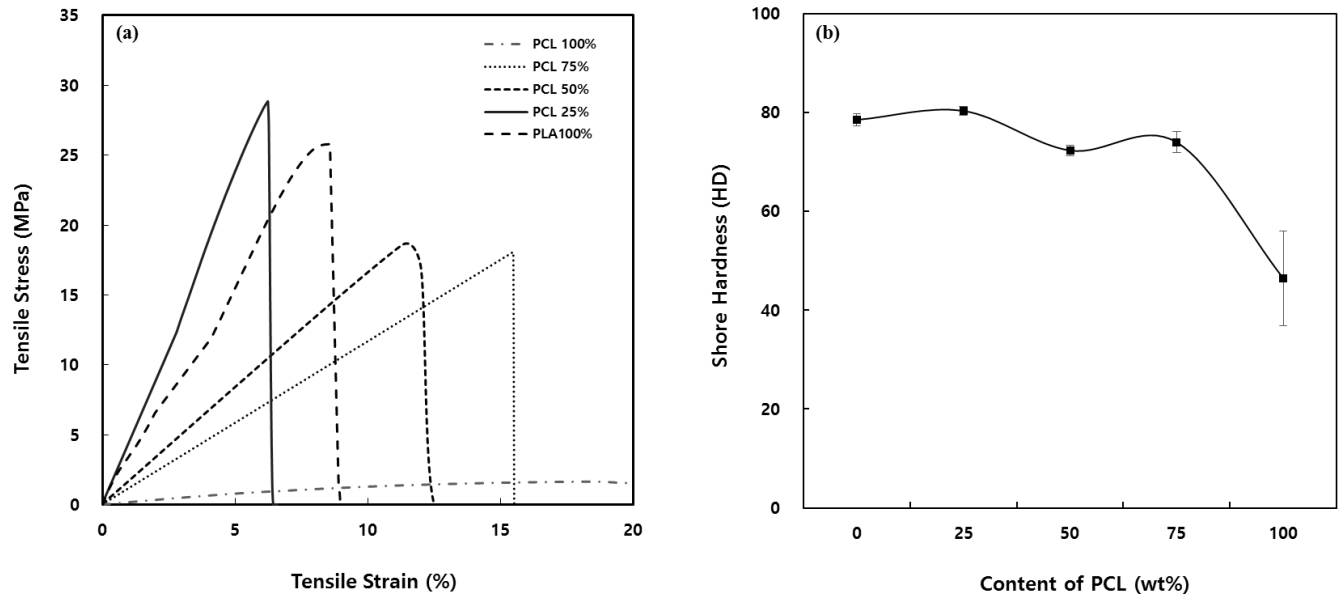 (a)
35
30
25
20
15
10
5
0
Tensile Stress (MPa)
PCL 100%
PCL 75%
PCL 50%
PCL 25%
PLA100%
0 5 10 15 20
Tensile Strain (%)
(b)
100
80
60
40
20
0
Shore Hardness (HD)
0 25 50 75 100
Content of PCL (wt%)